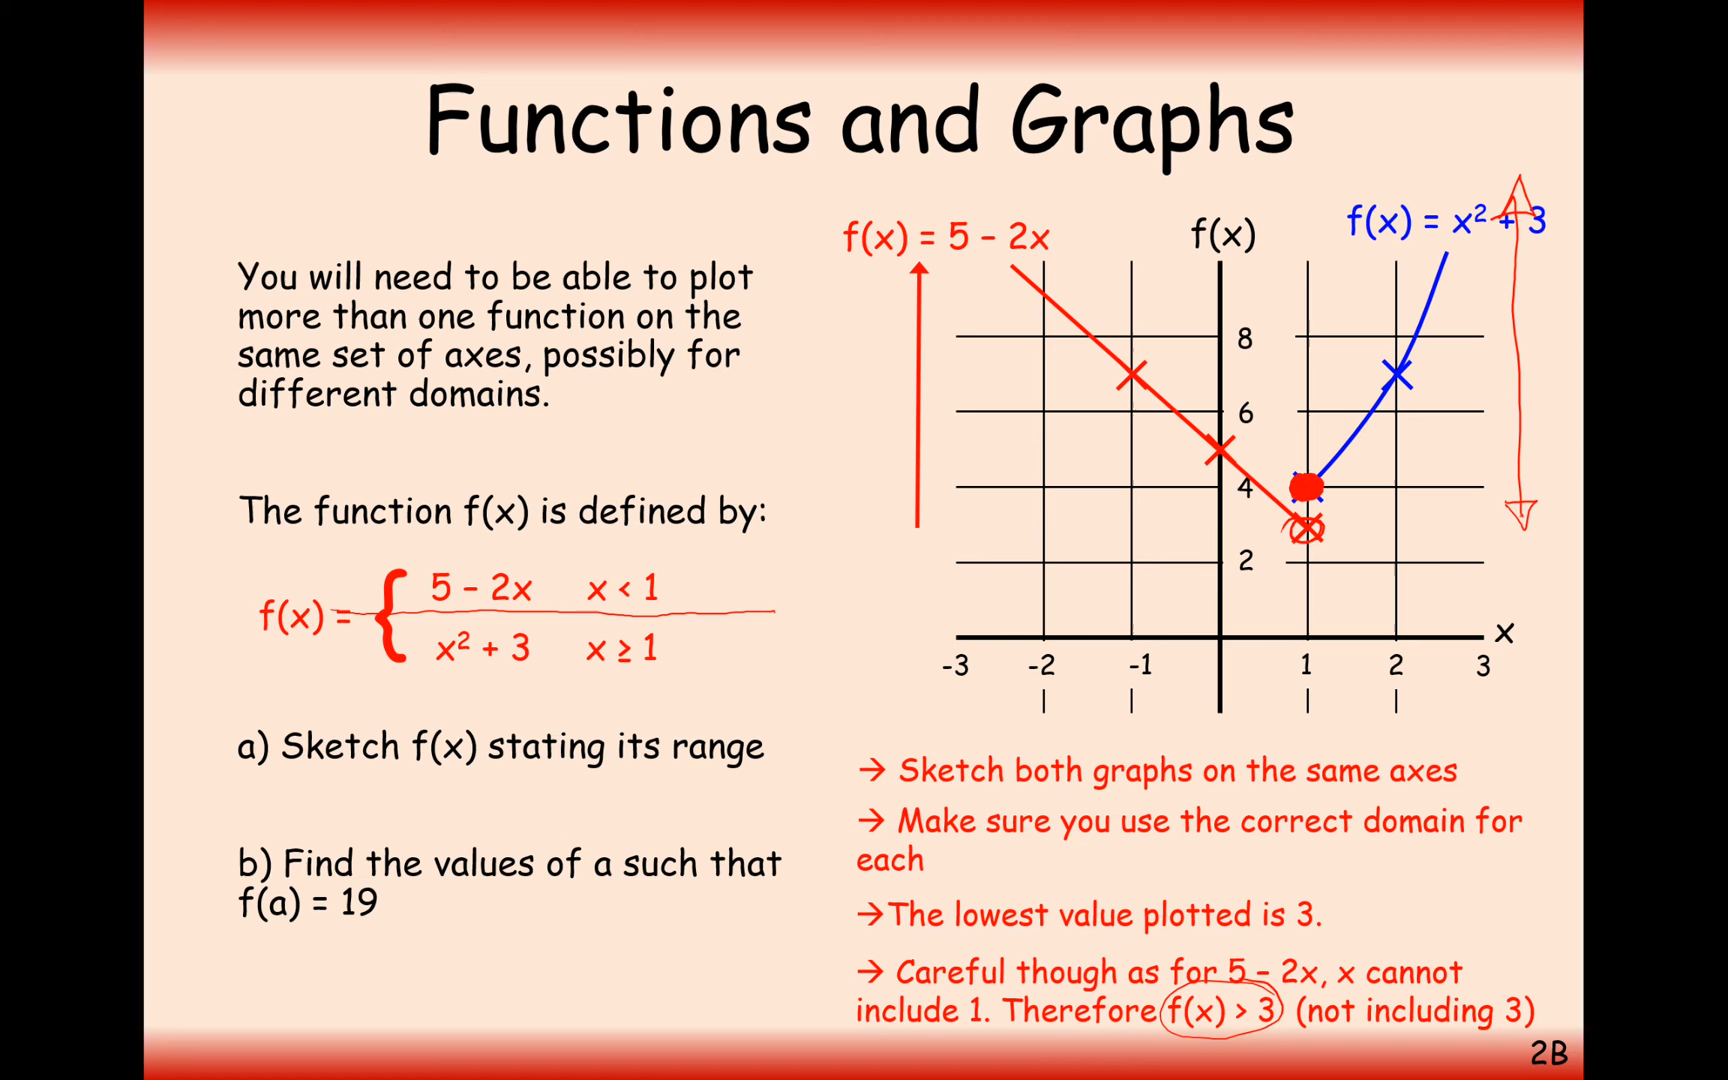 Functions and Graphs
You will need to be able to plot
more than one function on the
same set of axes, possibly for
different domains.
The function f(x) is defined by:
f(x) = { 5 – 2x x < 1
x² + 3 x ≥ 1
a) Sketch f(x) stating its range
b) Find the values of a such that
f(a) = 19
f(x) = 5 – 2x
f(x)
f(x) = x² + 3
8
6
4
2
x
-3 -2 -1 1 2 3
→ Sketch both graphs on the same axes
→ Make sure you use the correct domain for
each
→The lowest value plotted is 3.
→ Careful though as for 5 – 2x, x cannot
include 1. Therefore f(x) > 3 (not including 3)
2B